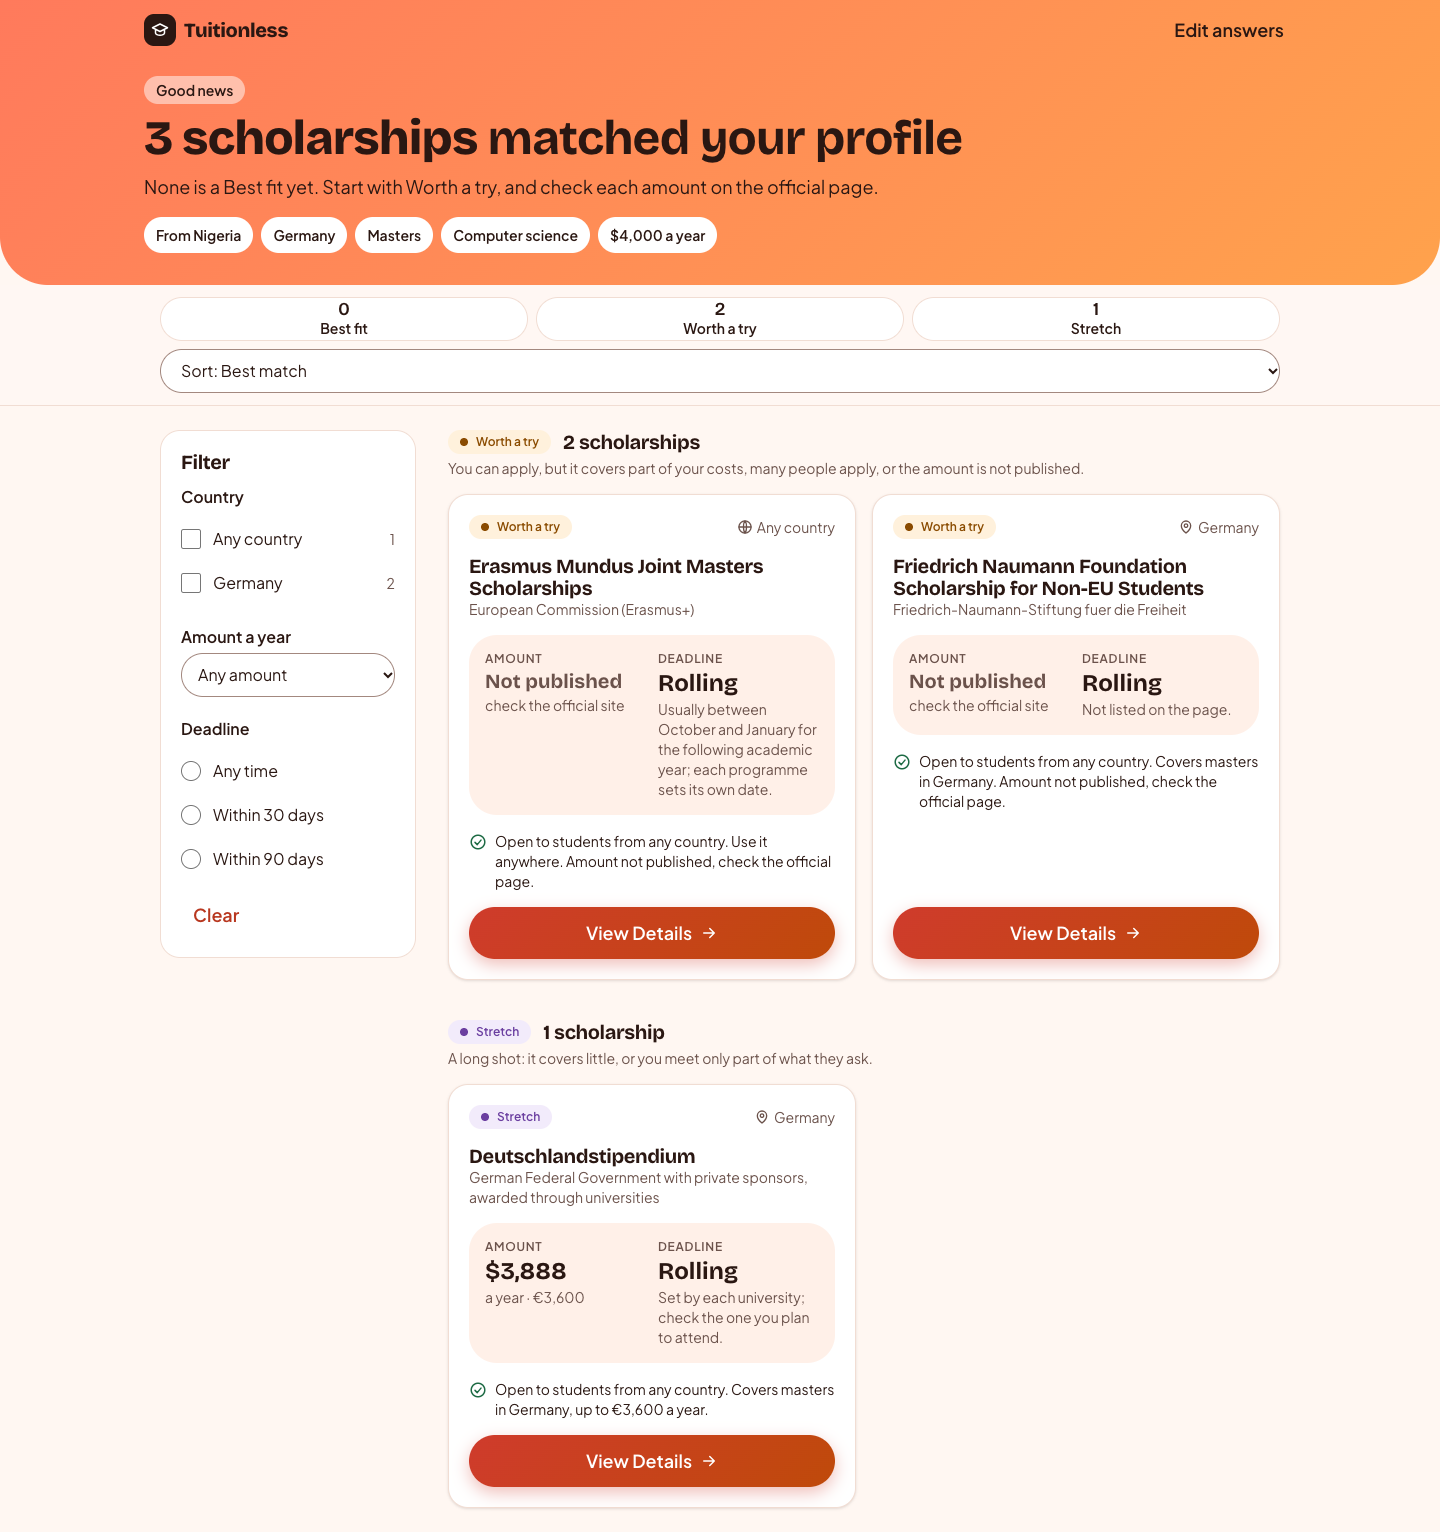 Tuitionless
Edit answers
Good news
3 scholarships matched your profile
None is a Best fit yet. Start with Worth a try, and check each amount on the official page.
From Nigeria
Germany
Masters
Computer science
$4,000 a year
0
Best fit
2
Worth a try
1
Stretch
Sort: Best match
Filter
Country
Any country 1
Germany 2
Amount a year
Any amount
Deadline
Any time
Within 30 days
Within 90 days
Clear
Worth a try 2 scholarships
You can apply, but it covers part of your costs, many people apply, or the amount is not published.
Worth a try
Any country
Erasmus Mundus Joint Masters
Scholarships
European Commission (Erasmus+)
AMOUNT
Not published
check the official site
DEADLINE
Rolling
Usually between
October and January for
the following academic
year; each programme
sets its own date.
Open to students from any country. Use it
anywhere. Amount not published, check the official
page.
View Details
Worth a try
Germany
Friedrich Naumann Foundation
Scholarship for Non-EU Students
Friedrich-Naumann-Stiftung fuer die Freiheit
AMOUNT
Not published
check the official site
DEADLINE
Rolling
Not listed on the page.
Open to students from any country. Covers masters
in Germany. Amount not published, check the
official page.
View Details
Stretch 1 scholarship
A long shot: it covers little, or you meet only part of what they ask.
Stretch
Germany
Deutschlandstipendium
German Federal Government with private sponsors,
awarded through universities
AMOUNT
$3,888
a year · €3,600
DEADLINE
Rolling
Set by each university;
check the one you plan
to attend.
Open to students from any country. Covers masters
in Germany, up to €3,600 a year.
View Details